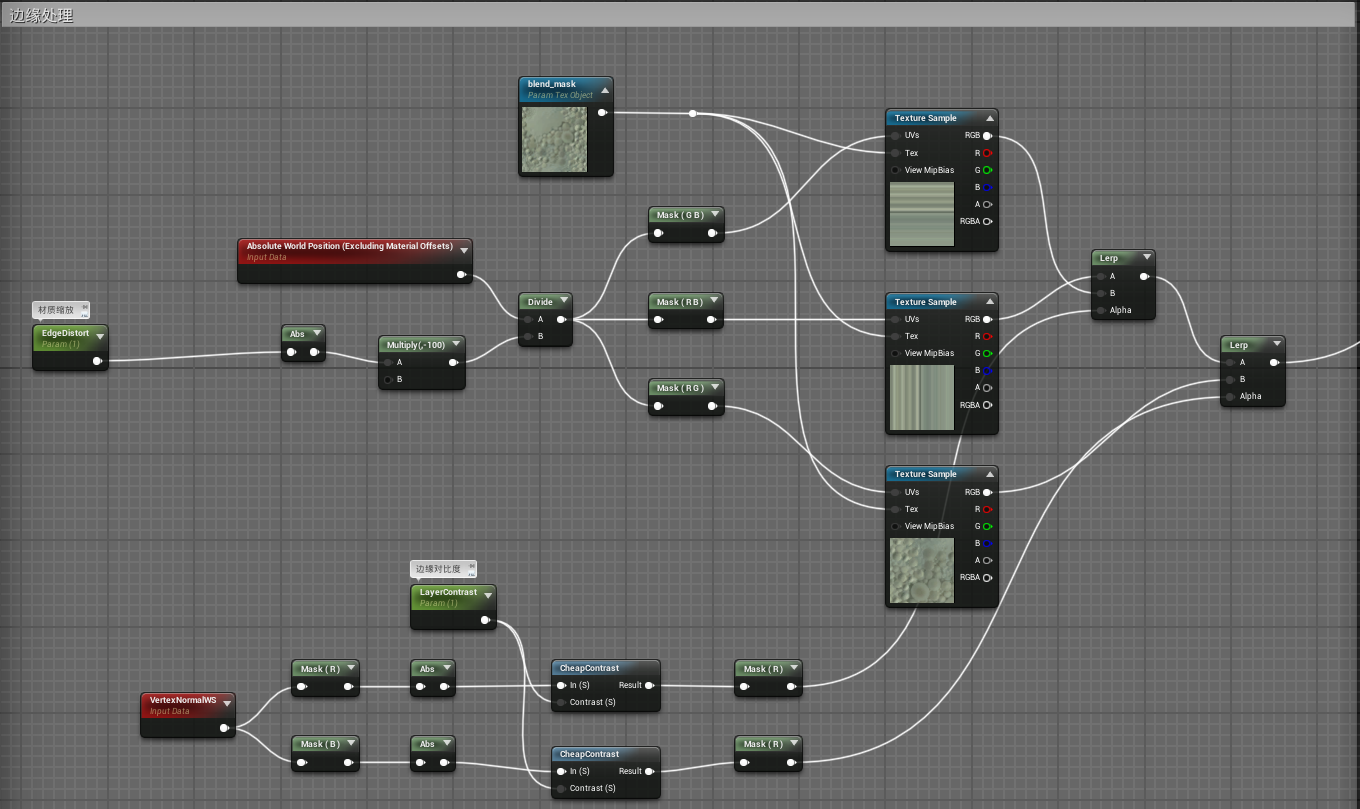 边缘处理
blend_mask
Param Tex Object
Texture Sample
UVs RGB
Tex R
View MipBias G
B
A
RGBA
Mask ( G B )
Absolute World Position (Excluding Material Offsets)
Input Data
Lerp
A
B
Alpha
材质缩放
EdgeDistort
Param (1)
Abs
Multiply(,-100)
A
B
Divide
A
B
Mask ( R B )
Texture Sample
UVs RGB
Tex R
View MipBias G
B
A
RGBA
Lerp
A
B
Alpha
Mask ( R G )
Texture Sample
UVs RGB
Tex R
View MipBias G
B
A
RGBA
边缘对比度
LayerContrast
Param (1)
VertexNormalWS
Input Data
Mask ( R )
Abs
CheapContrast
In (S) Result
Contrast (S)
Mask ( R )
Mask ( B )
Abs
CheapContrast
In (S) Result
Contrast (S)
Mask ( R )